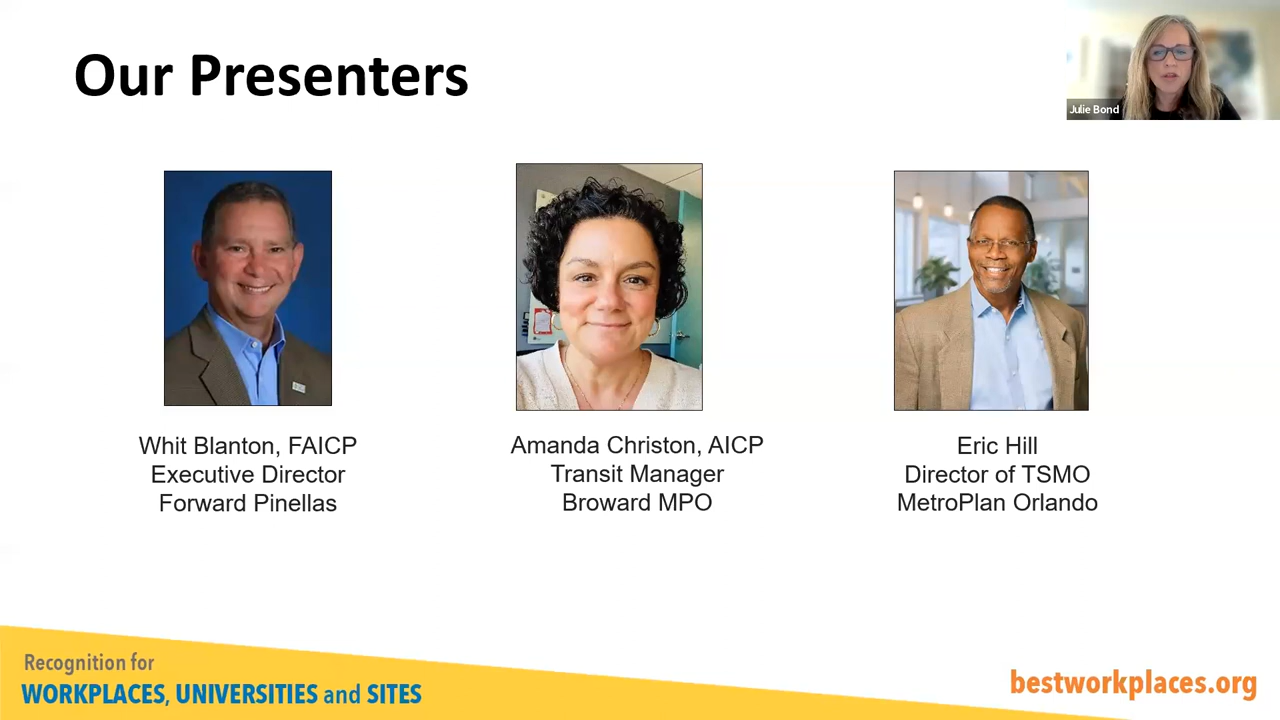 Our Presenters
Julie Bond
Whit Blanton, FAICP
Executive Director
Forward Pinellas
Amanda Christon, AICP
Transit Manager
Broward MPO
Eric Hill
Director of TSMO
MetroPlan Orlando
Recognition for
WORKPLACES, UNIVERSITIES and SITES
bestworkplaces.org